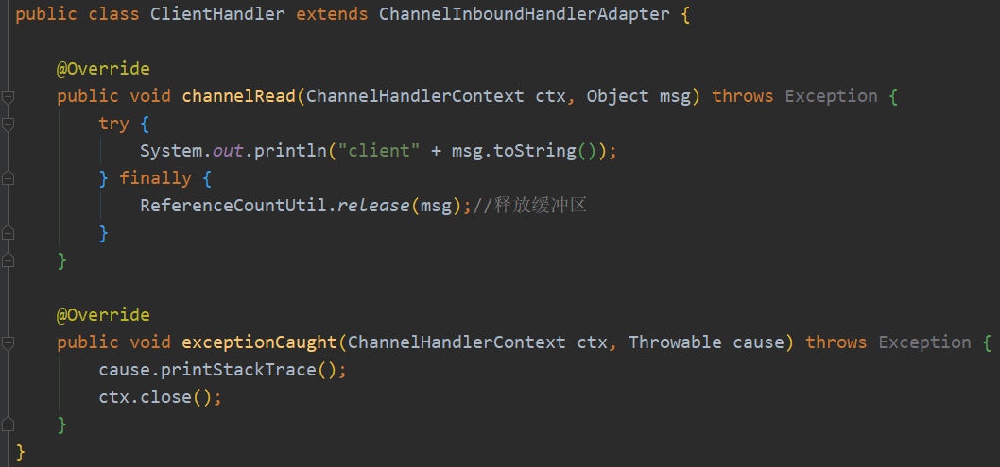 public class ClientHandler extends ChannelInboundHandlerAdapter {
@Override
public void channelRead(ChannelHandlerContext ctx, Object msg) throws Exception {
try {
System.out.println("client" + msg.toString());
} finally {
ReferenceCountUtil.release(msg);//释放缓冲区
}
}
@Override
public void exceptionCaught(ChannelHandlerContext ctx, Throwable cause) throws Exception {
cause.printStackTrace();
ctx.close();
}
}